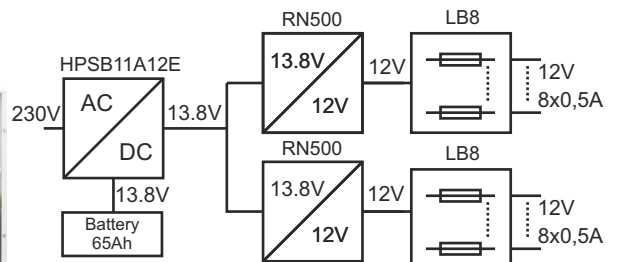 HPSB11A12E
230V
AC
DC
13.8V
13.8V
Battery
65Ah
RN500
13.8V
12V
12V
LB8
12V
8x0,5A
RN500
13.8V
12V
12V
LB8
12V
8x0,5A